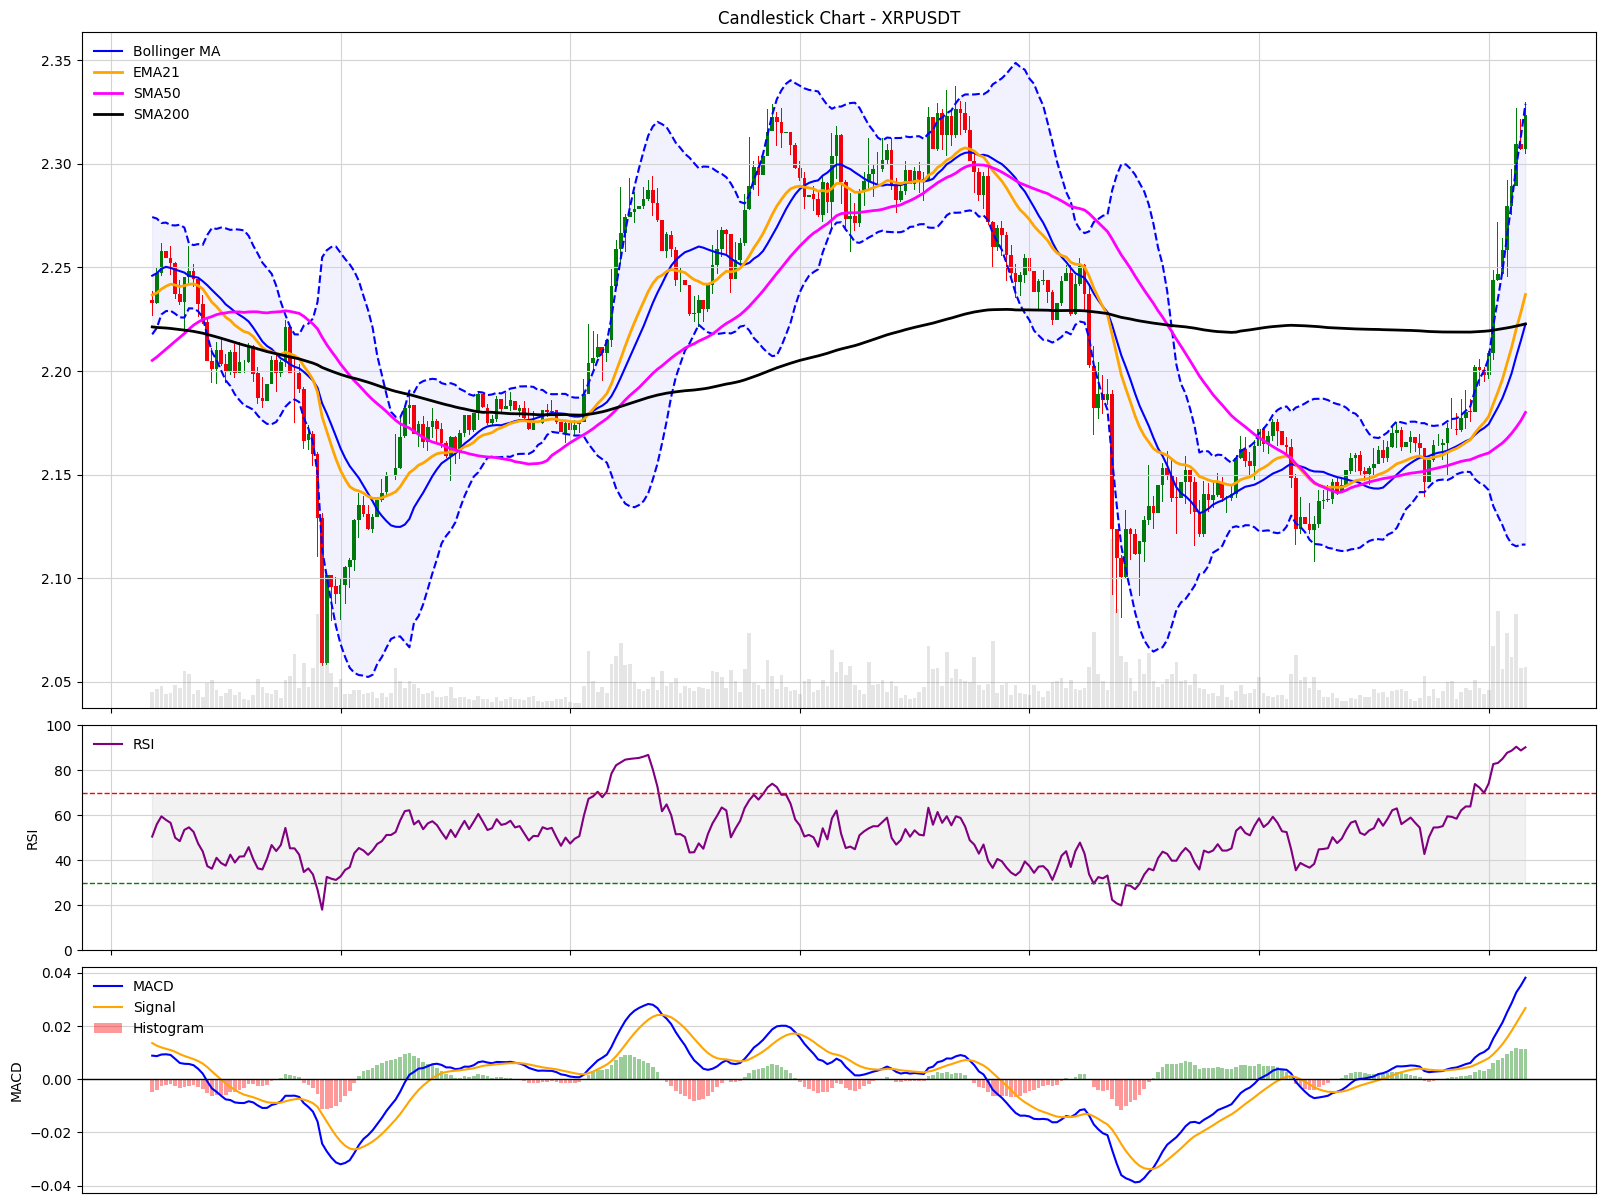 Candlestick Chart - XRPUSDT
Bollinger MA
EMA21
SMA50
SMA200
2.35
2.30
2.25
2.20
2.15
2.10
2.05
RSI
RSI
100
80
60
40
20
0
MACD
Signal
Histogram
MACD
0.04
0.02
0.00
−0.02
−0.04